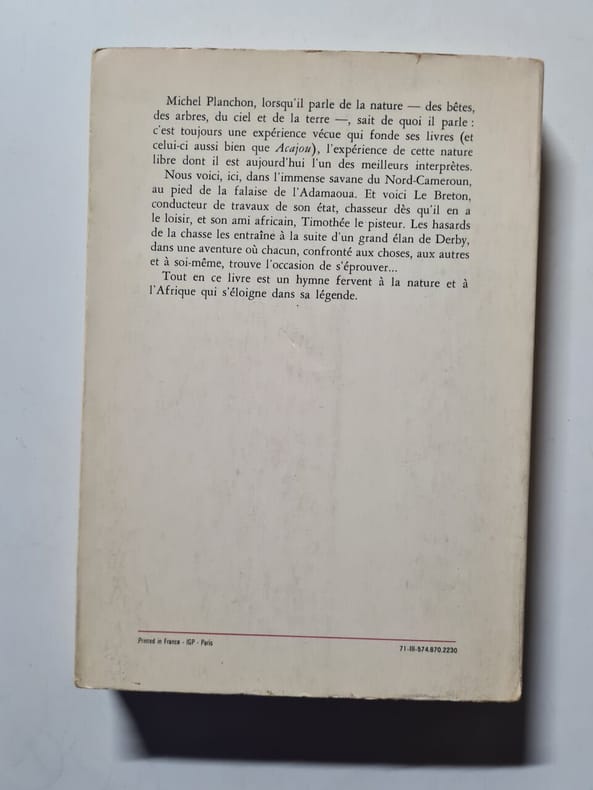 Michel Planchon, lorsqu'il parle de la nature — des bêtes,
des arbres, du ciel et de la terre —, sait de quoi il parle :
c'est toujours une expérience vécue qui fonde ses livres (et
celui-ci aussi bien que Acajou), l'expérience de cette nature
libre dont il est aujourd'hui l'un des meilleurs interprètes.
Nous voici, ici, dans l'immense savane du Nord-Cameroun,
au pied de la falaise de l'Adamaoua. Et voici Le Breton,
conducteur de travaux de son état, chasseur dès qu'il en a
le loisir, et son ami africain, Timothée le pisteur. Les hasards
de la chasse les entraîne à la suite d'un grand élan de Derby,
dans une aventure où chacun, confronté aux choses, aux autres
et à soi-même, trouve l'occasion de s'éprouver...
Tout en ce livre est un hymne fervent à la nature et à
l'Afrique qui s'éloigne dans sa légende.
Printed in France - IGP - Paris
71-III-574.870.2230